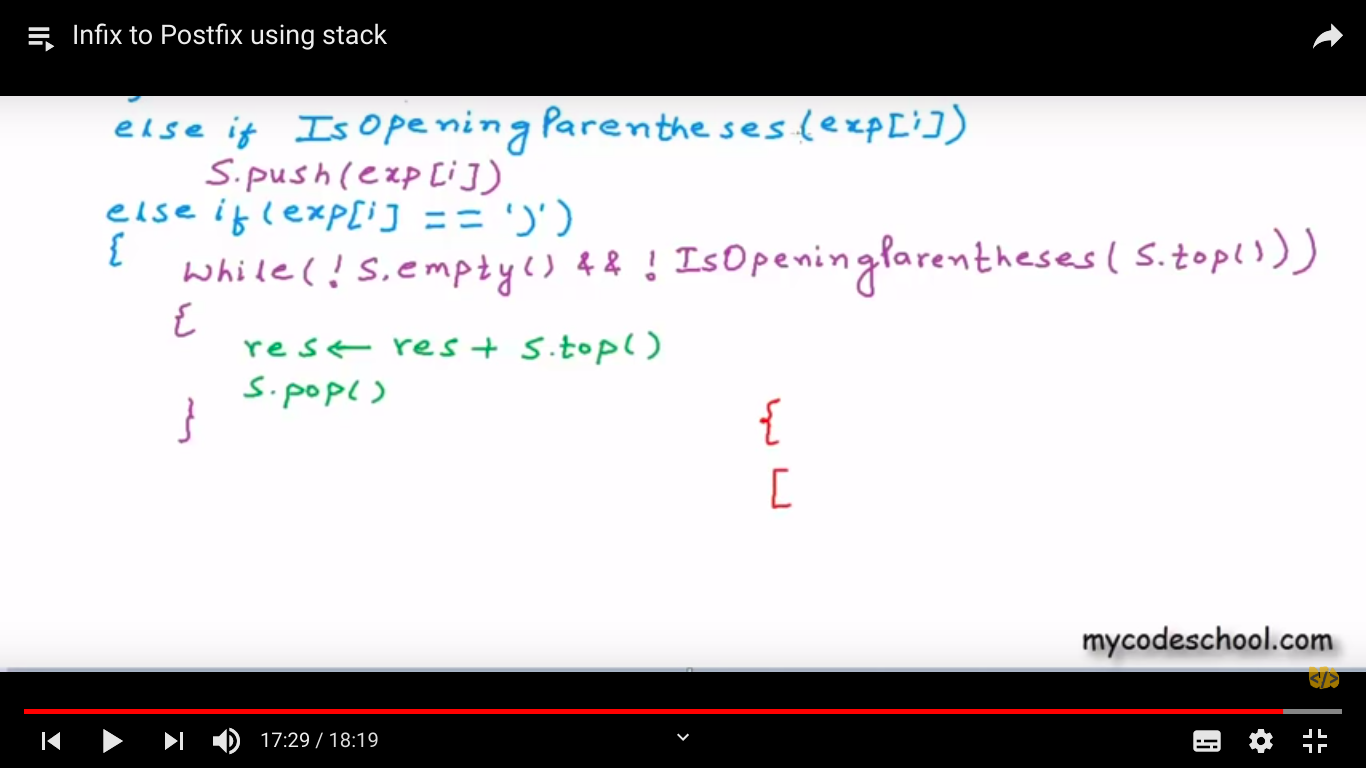 Infix to Postfix using stack
else if IsOpeningParentheses(exp[i])
S.push(exp[i])
else if(exp[i] == ')')
{
while(!S.empty() && !IsOpeningParentheses(S.top()))
{
res ← res + S.top()
S.pop()
}
{
[
mycodeschool.com
</>
17:29 / 18:19